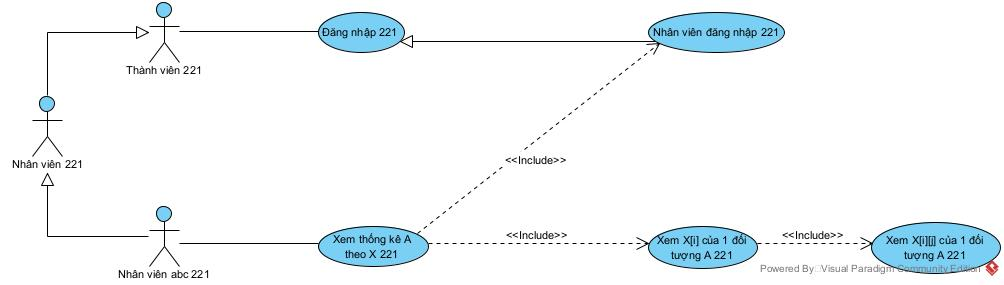 Đăng nhập 221
Nhân viên đăng nhập 221
Thành viên 221
Nhân viên 221
<<Include>>
Xem thống kê A
theo X 221
<<Include>>
Xem X[i] của 1 đối
tượng A 221
<<Include>>
Xem X[i][j] của 1 đối
tượng A 221
Nhân viên abc 221
Powered By Visual Paradigm Community Edition